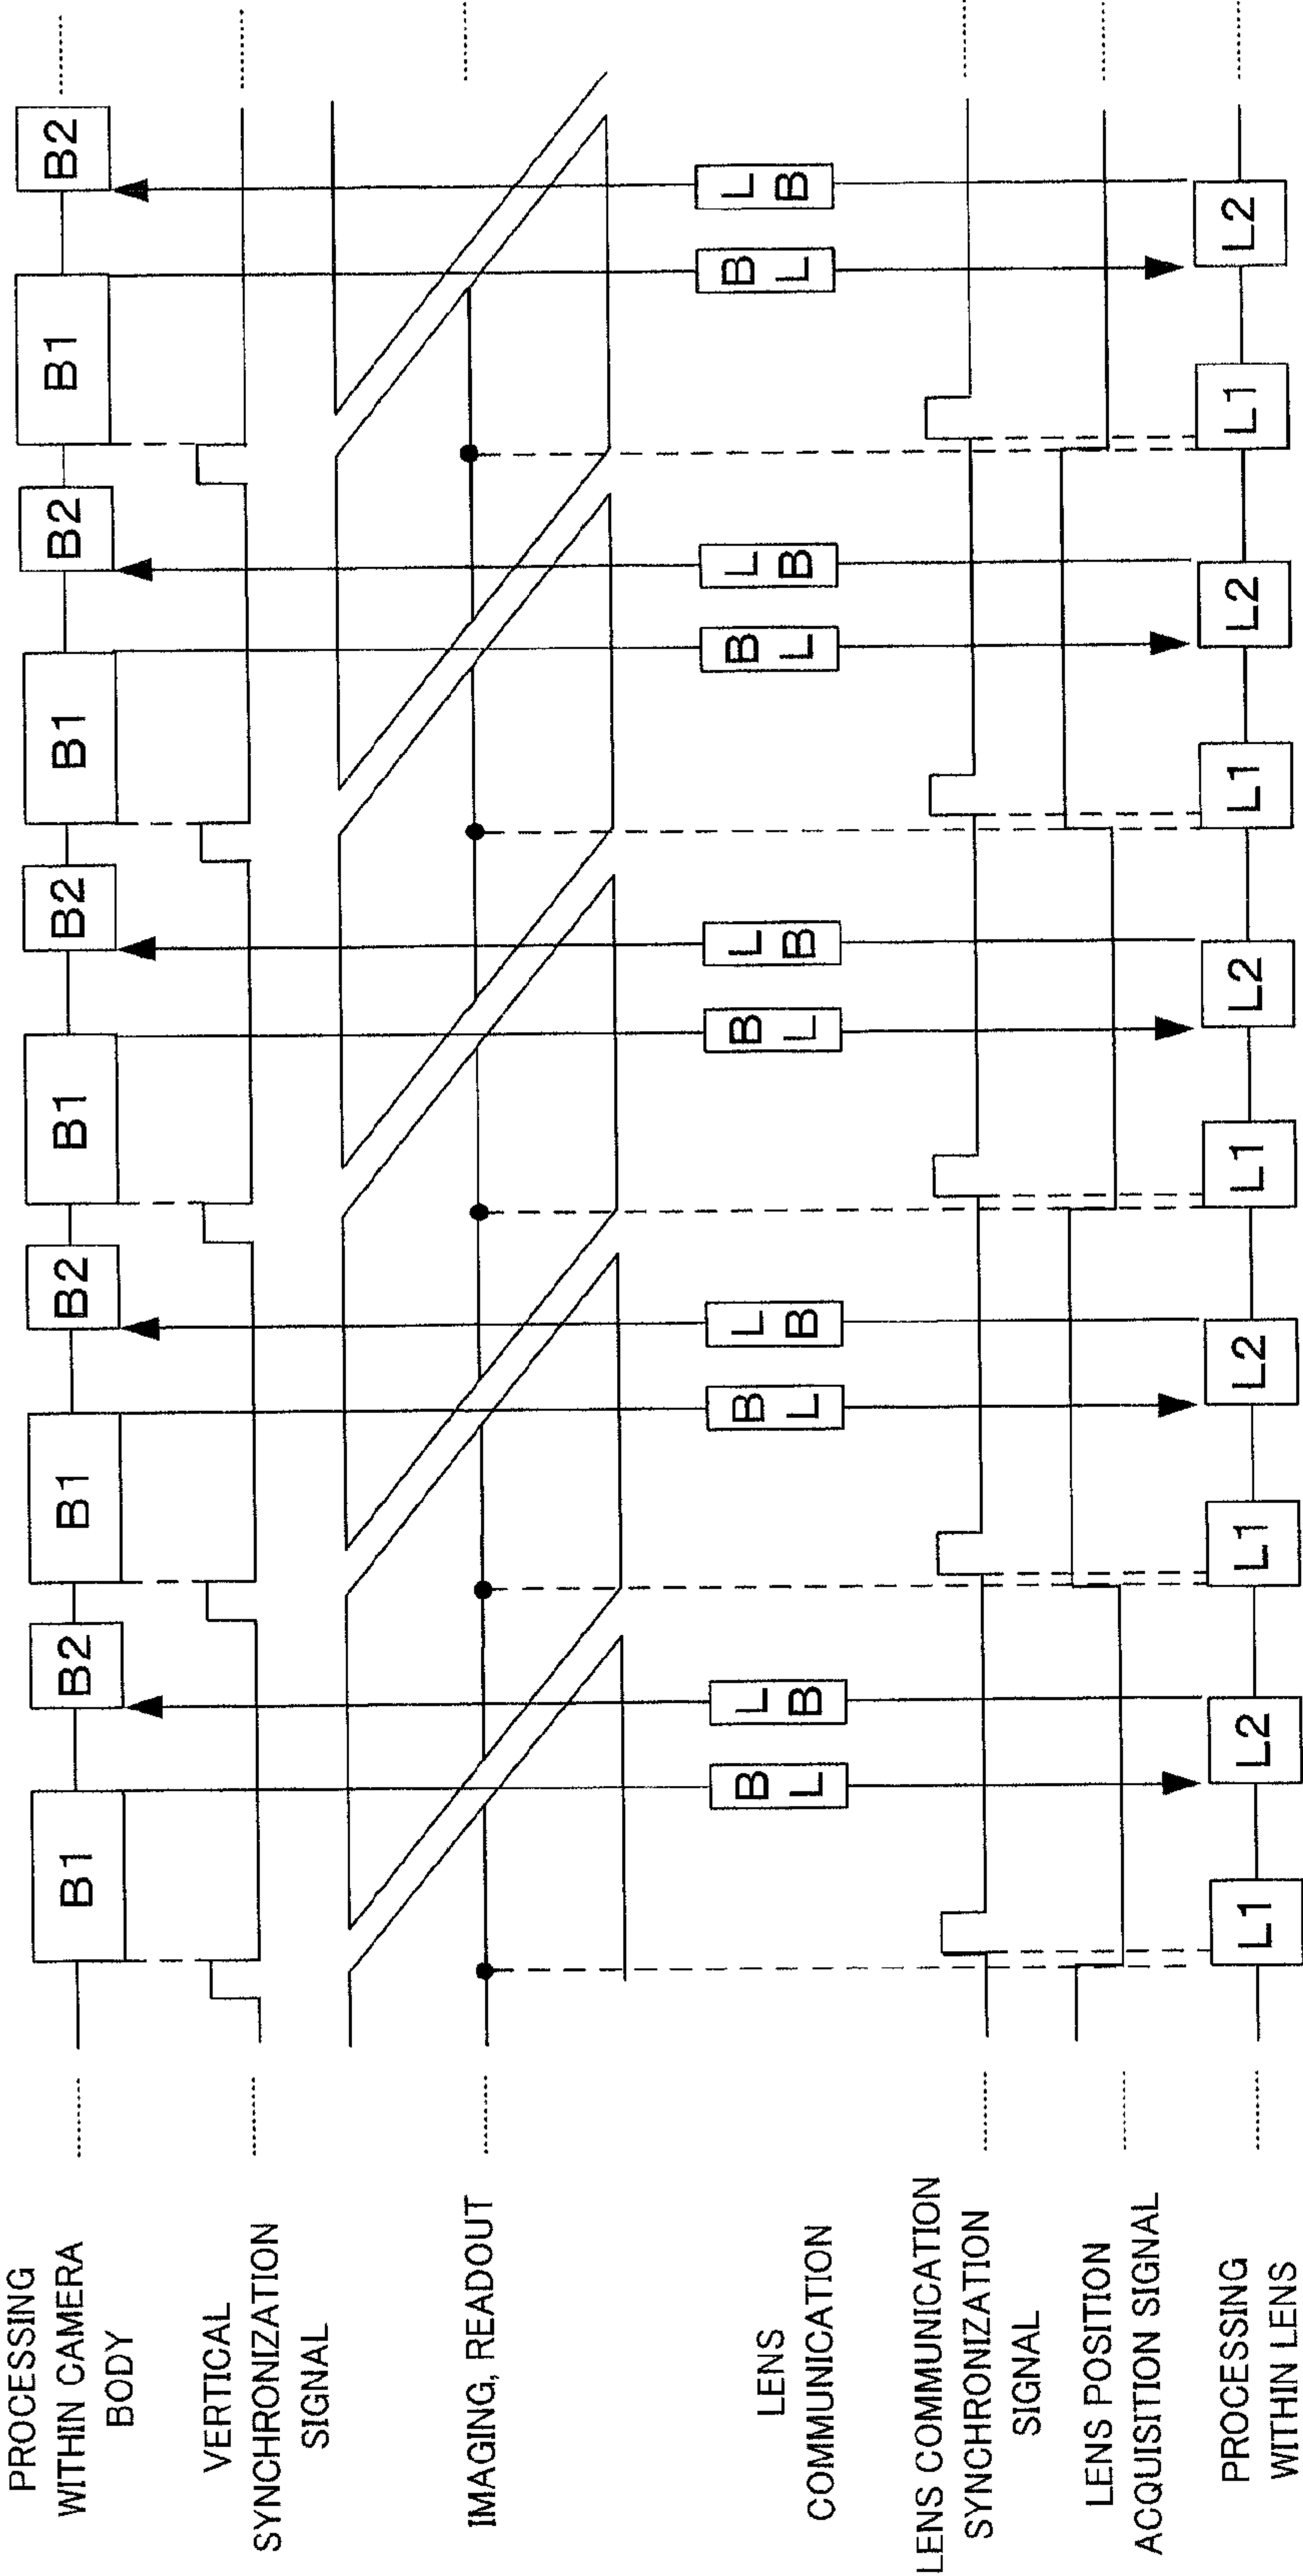 PROCESSING
WITHIN CAMERA
BODY
B1
B2
B1
B2
B1
B2
B1
B2
B1
B2
VERTICAL
SYNCHRONIZATION
SIGNAL
IMAGING, READOUT
LENS
COMMUNICATION
B
L
L
B
B
L
L
B
B
L
L
B
B
L
L
B
B
L
L
B
LENS COMMUNICATION
SYNCHRONIZATION
SIGNAL
LENS POSITION
ACQUISITION SIGNAL
PROCESSING
WITHIN LENS
L1
L2
L1
L2
L1
L2
L1
L2
L1
L2